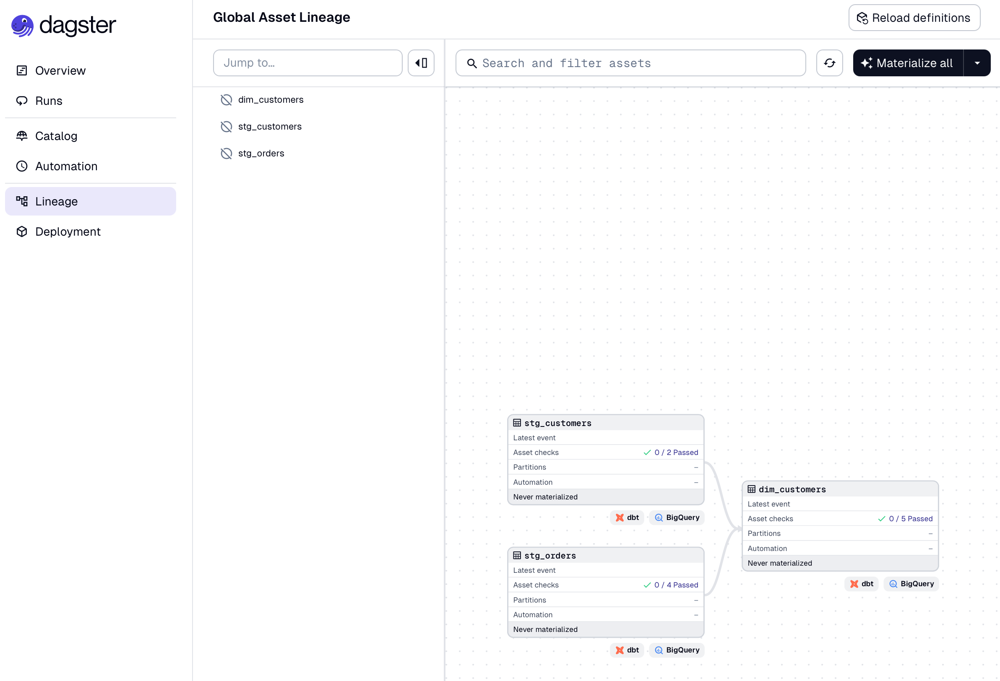 dagster
Overview
Runs
Catalog
Automation
Lineage
Deployment
Global Asset Lineage
Reload definitions
Jump to…
Search and filter assets
Materialize all
dim_customers
stg_customers
stg_orders
stg_customers
Latest event
Asset checks 0 / 2 Passed
Partitions –
Automation –
Never materialized
dbt BigQuery
stg_orders
Latest event
Asset checks 0 / 4 Passed
Partitions –
Automation –
Never materialized
dbt BigQuery
dim_customers
Latest event
Asset checks 0 / 5 Passed
Partitions –
Automation –
Never materialized
dbt BigQuery